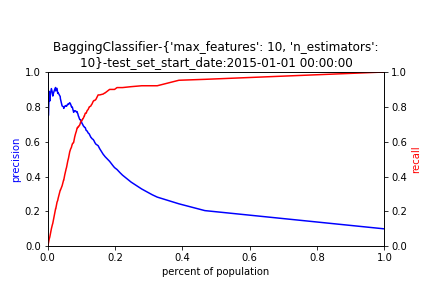 BaggingClassifier-{'max_features': 10, 'n_estimators':
10}-test_set_start_date:2015-01-01 00:00:00
1.0 1.0
0.8 0.8
0.6 0.6
precision recall
0.4 0.4
0.2 0.2
0.0 0.0
0.0 0.2 0.4 0.6 0.8 1.0
percent of population